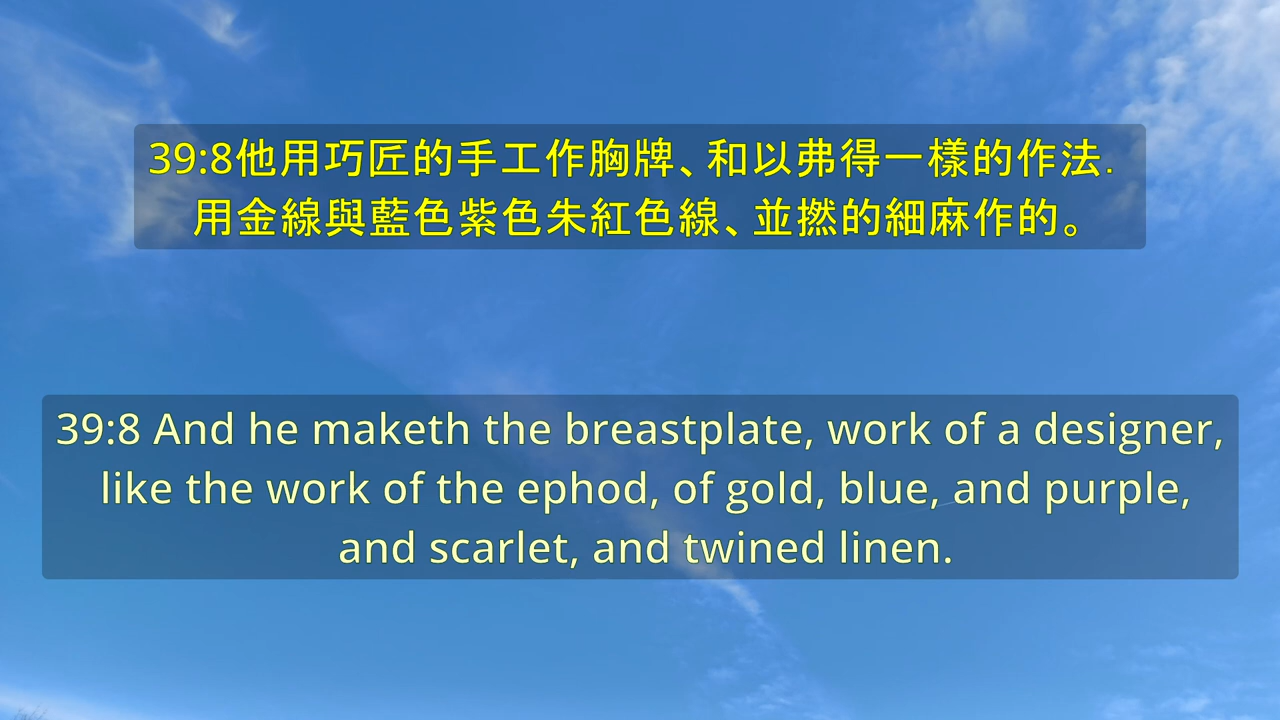 39:8他用巧匠的手工作胸牌、和以弗得一樣的作法.
用金線與藍色紫色朱紅色線、並撚的細麻作的。
39:8 And he maketh the breastplate, work of a designer,
like the work of the ephod, of gold, blue, and purple,
and scarlet, and twined linen.